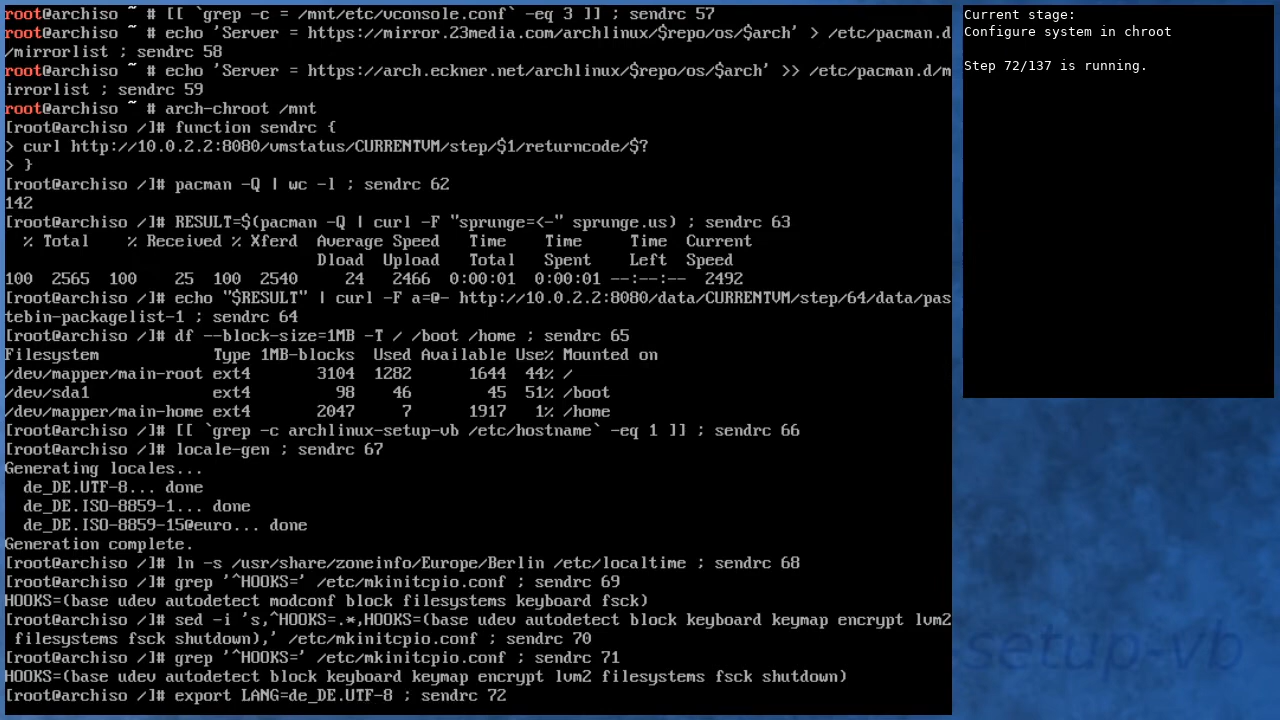 root@archiso ~ # [[ `grep -c = /mnt/etc/vconsole.conf` -eq 3 ]] ; sendrc 57
root@archiso ~ # echo 'Server = https://mirror.23media.com/archlinux/$repo/os/$arch' > /etc/pacman.d
/mirrorlist ; sendrc 58
root@archiso ~ # echo 'Server = https://arch.eckner.net/archlinux/$repo/os/$arch' >> /etc/pacman.d/m
irrorlist ; sendrc 59
root@archiso ~ # arch-chroot /mnt
[root@archiso /]# function sendrc {
> curl http://10.0.2.2:8080/vmstatus/CURRENTVM/step/$1/returncode/$?
> }
[root@archiso /]# pacman -Q | wc -l ; sendrc 62
142
[root@archiso /]# RESULT=$(pacman -Q | curl -F "sprunge=<-" sprunge.us) ; sendrc 63
  % Total    % Received % Xferd  Average Speed   Time    Time     Time  Current
                                 Dload  Upload   Total   Spent    Left  Speed
100  2565  100    25  100  2540     24   2466  0:00:01  0:00:01 --:--:--  2492
[root@archiso /]# echo "$RESULT" | curl -F a=@- http://10.0.2.2:8080/data/CURRENTVM/step/64/data/pas
tebin-packagelist-1 ; sendrc 64
[root@archiso /]# df --block-size=1MB -T / /boot /home ; sendrc 65
Filesystem            Type 1MB-blocks  Used Available Use% Mounted on
/dev/mapper/main-root ext4       3104  1282      1644  44% /
/dev/sda1             ext4         98    46        45  51% /boot
/dev/mapper/main-home ext4       2047     7      1917   1% /home
[root@archiso /]# [[ `grep -c archlinux-setup-vb /etc/hostname` -eq 1 ]] ; sendrc 66
[root@archiso /]# locale-gen ; sendrc 67
Generating locales...
  de_DE.UTF-8... done
  de_DE.ISO-8859-1... done
  de_DE.ISO-8859-15@euro... done
Generation complete.
[root@archiso /]# ln -s /usr/share/zoneinfo/Europe/Berlin /etc/localtime ; sendrc 68
[root@archiso /]# grep '^HOOKS=' /etc/mkinitcpio.conf ; sendrc 69
HOOKS=(base udev autodetect modconf block filesystems keyboard fsck)
[root@archiso /]# sed -i 's,^HOOKS=.*,HOOKS=(base udev autodetect block keyboard keymap encrypt lvm2
 filesystems fsck shutdown),' /etc/mkinitcpio.conf ; sendrc 70
[root@archiso /]# grep '^HOOKS=' /etc/mkinitcpio.conf ; sendrc 71
HOOKS=(base udev autodetect block keyboard keymap encrypt lvm2 filesystems fsck shutdown)
[root@archiso /]# export LANG=de_DE.UTF-8 ; sendrc 72
Current stage:
Configure system in chroot
Step 72/137 is running.
setup-vb